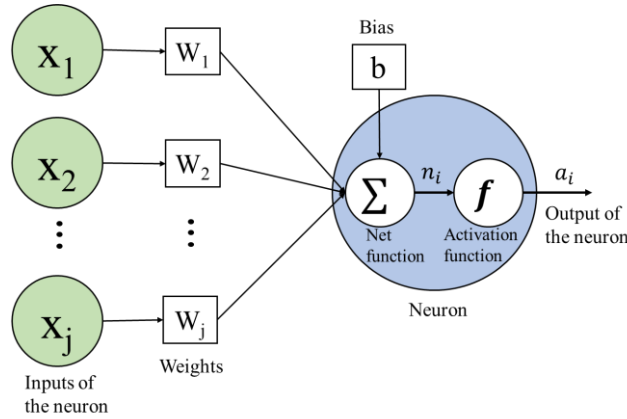 x₁
W₁
Bias
b
x₂
W₂
Σ
nᵢ
f
aᵢ
Net
function
Activation
function
Output of
the neuron
Neuron
xⱼ
Wⱼ
Weights
Inputs of
the neuron